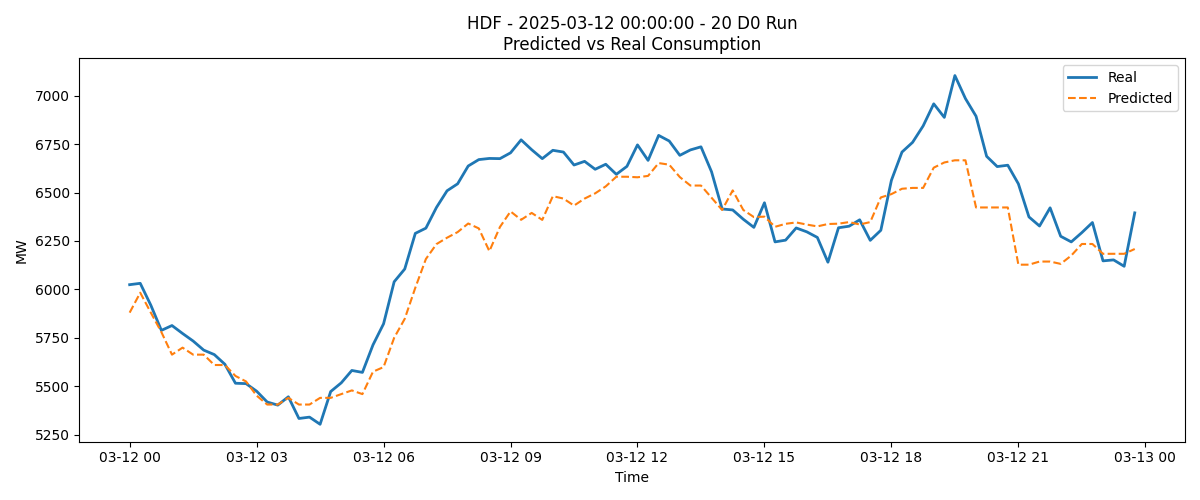 HDF - 2025-03-12 00:00:00 - 20 D0 Run
Predicted vs Real Consumption
Real
Predicted
MW
7000
6750
6500
6250
6000
5750
5500
5250
03-12 00
03-12 03
03-12 06
03-12 09
03-12 12
03-12 15
03-12 18
03-12 21
03-13 00
Time